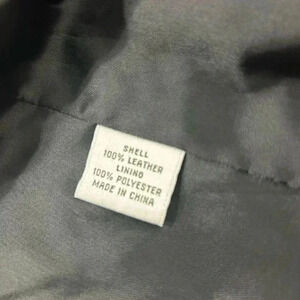 SHELL
100% LEATHER
LINING
100% POLYESTER
MADE IN CHINA